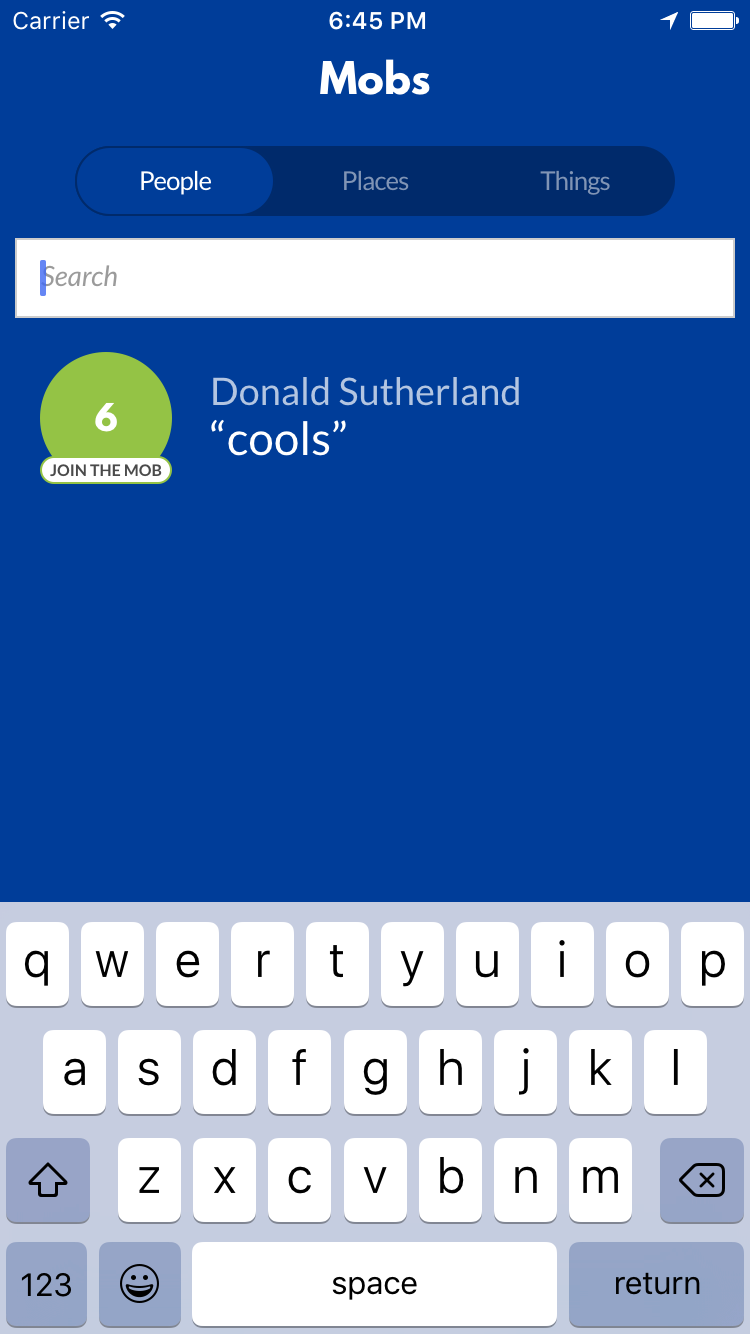 Carrier 6:45 PM
Mobs
People Places Things
Search
6
JOIN THE MOB
Donald Sutherland
“cools”
q w e r t y u i o p
a s d f g h j k l
z x c v b n m
123 space return